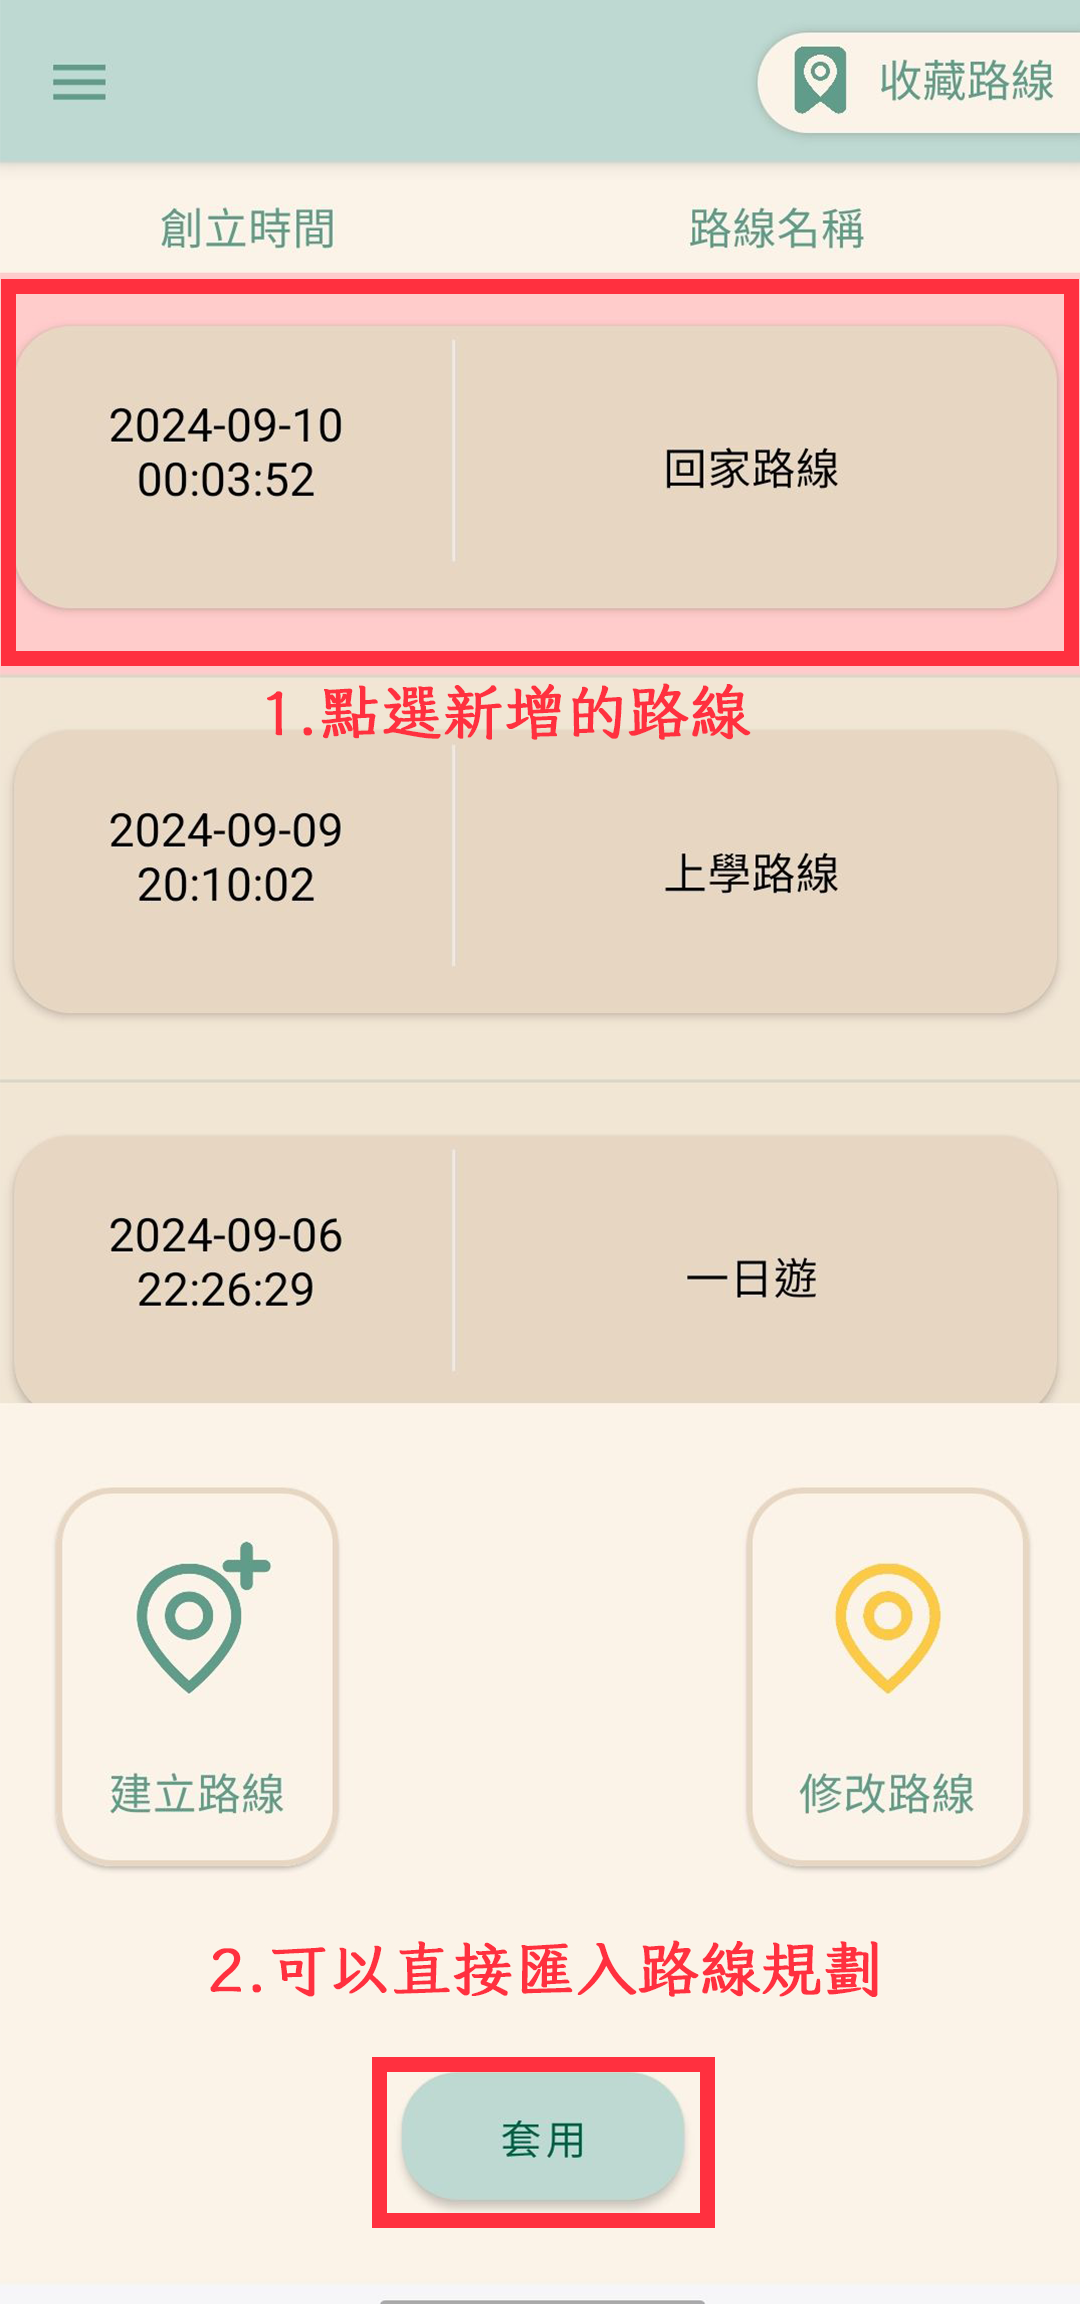 收藏路線
創立時間 路線名稱
2024-09-10
00:03:52
回家路線
1.點選新增的路線
2024-09-09
20:10:02
上學路線
2024-09-06
22:26:29
一日遊
建立路線 修改路線
2.可以直接匯入路線規劃
套用